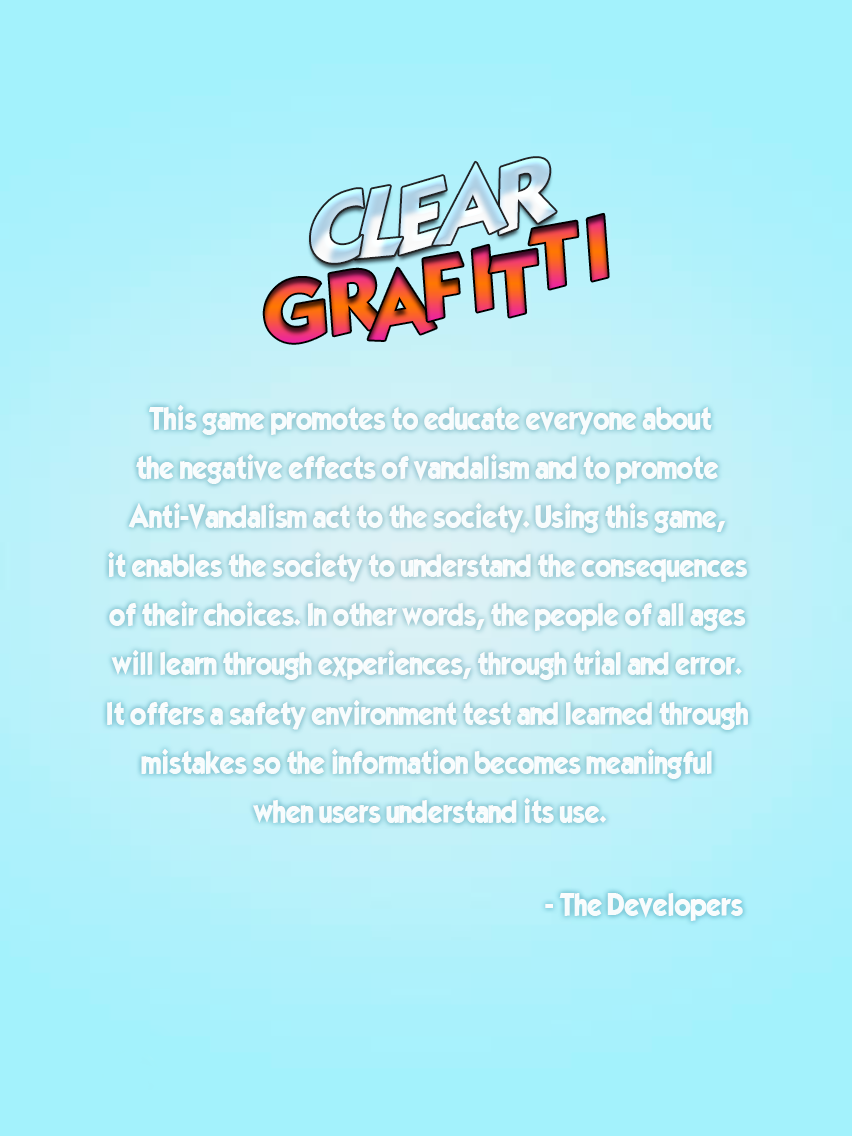 CLEAR
GRAFITTI
This game promotes to educate everyone about
the negative effects of vandalism and to promote
Anti-Vandalism act to the society. Using this game,
it enables the society to understand the consequences
of their choices. In other words, the people of all ages
will learn through experiences, through trial and error.
It offers a safety environment test and learned through
mistakes so the information becomes meaningful
when users understand its use.
- The Developers